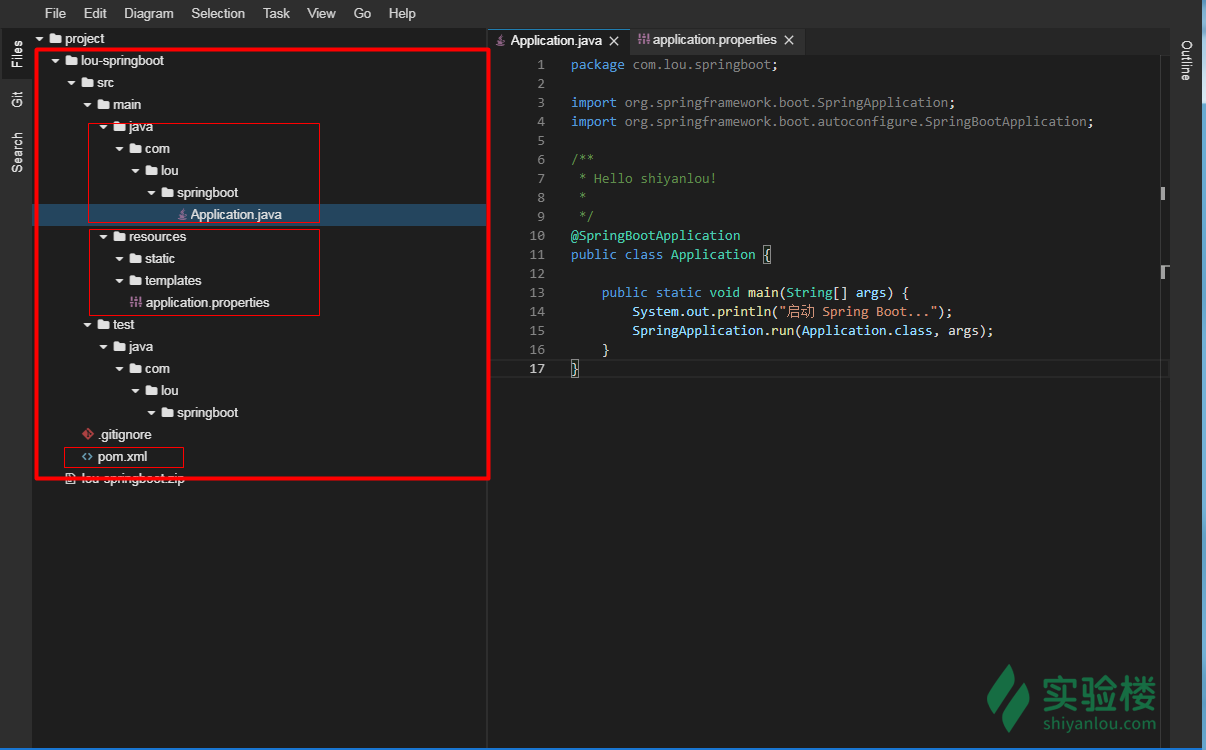 File Edit Diagram Selection Task View Go Help
Files
Git
Search
project
lou-springboot
src
main
java
com
lou
springboot
Application.java
resources
static
templates
application.properties
test
java
com
lou
springboot
.gitignore
pom.xml
lou-springboot.zip
Application.java × application.properties ×
1 package com.lou.springboot;
2
3 import org.springframework.boot.SpringApplication;
4 import org.springframework.boot.autoconfigure.SpringBootApplication;
5
6 /**
7 * Hello shiyanlou!
8 *
9 */
10 @SpringBootApplication
11 public class Application {
12
13 public static void main(String[] args) {
14 System.out.println("启动 Spring Boot...");
15 SpringApplication.run(Application.class, args);
16 }
17 }
Outline
实验楼
shiyanlou.com